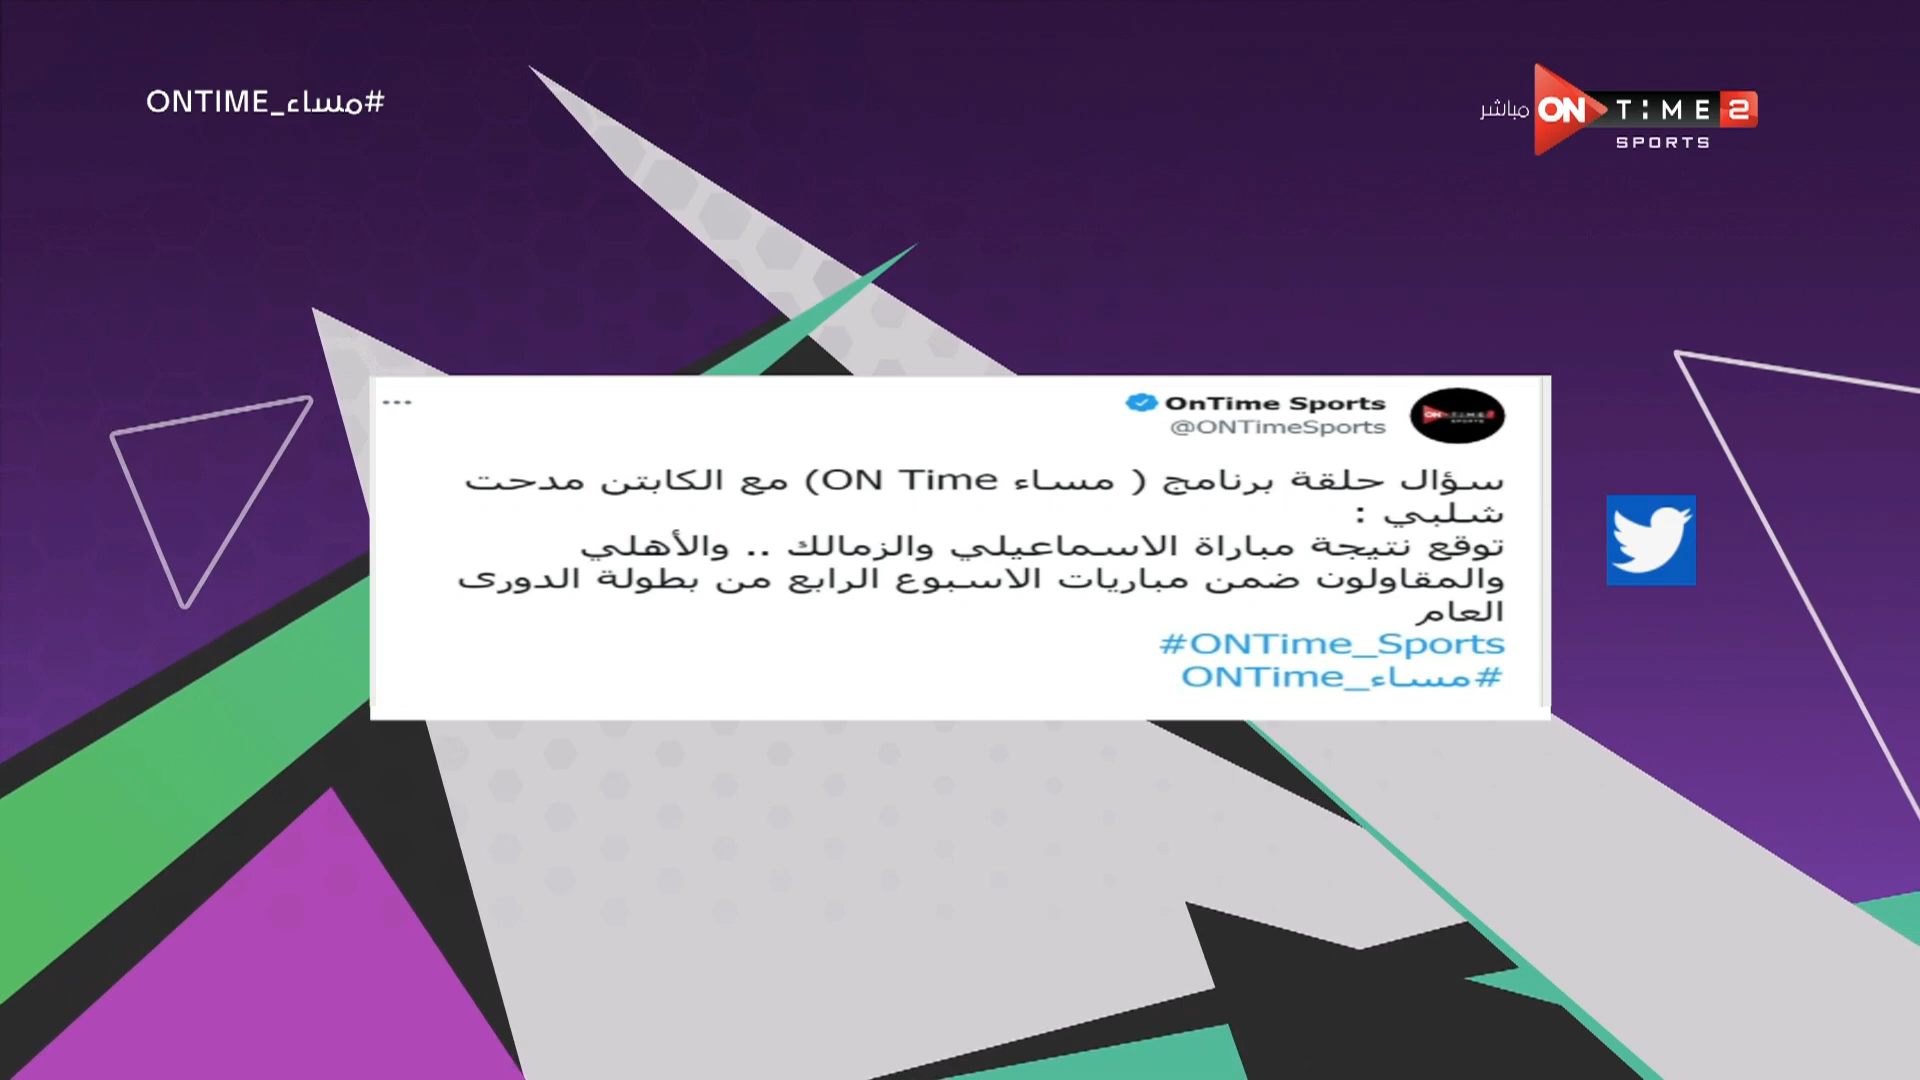 #مساء_ONTIME
مباشر
ON TIME 2
SPORTS
OnTime Sports
@ONTimeSports
سؤال حلقة برنامج ( مساء ON Time) مع الكابتن مدحت
شلبي :
توقع نتيجة مباراة الاسماعيلي والزمالك .. والأهلي
والمقاولون ضمن مباريات الاسبوع الرابع من بطولة الدورى
العام
#ONTime_Sports
#مساء_ONTime